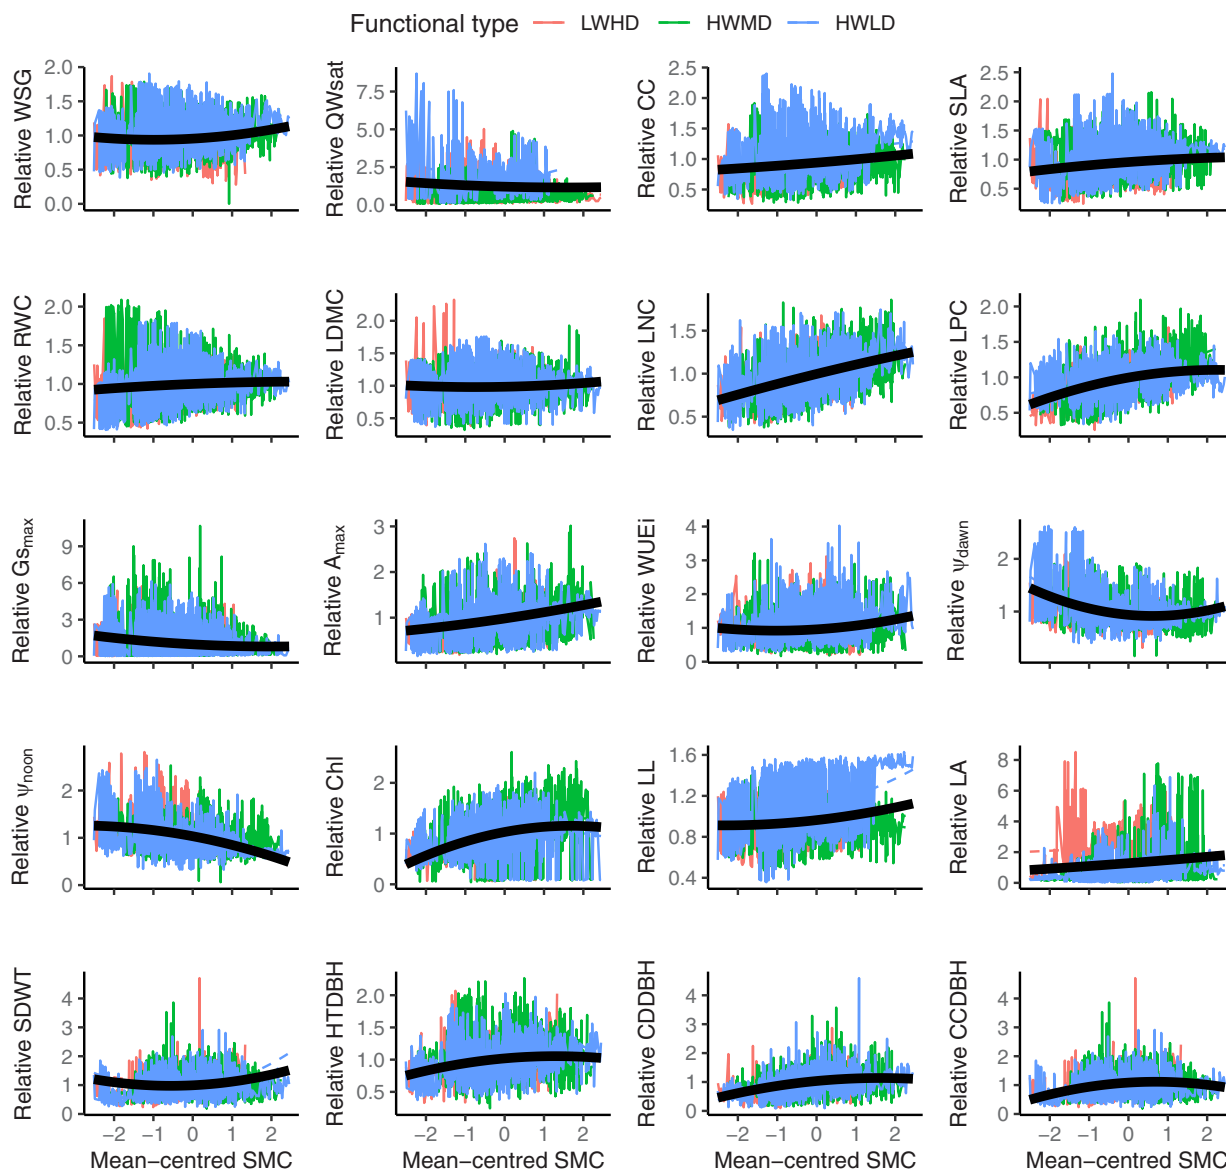 Functional type LWHD HWMD HWLD
Relative WSG
2.0
1.5
1.0
0.5
0.0
Relative QWsat
7.5
5.0
2.5
0.0
Relative CC
2.5
2.0
1.5
1.0
0.5
Relative SLA
2.5
2.0
1.5
1.0
0.5
Relative RWC
2.0
1.5
1.0
0.5
Relative LDMC
2.0
1.5
1.0
0.5
Relative LNC
1.5
1.0
0.5
Relative LPC
2.0
1.5
1.0
0.5
Relative Gsmax
9
6
3
0
Relative Amax
3
2
1
Relative WUEi
4
3
2
1
0
Relative ψdawn
2
1
Relative ψnoon
2
1
0
Relative Chl
2
1
0
Relative LL
1.6
1.2
0.8
0.4
Relative LA
8
6
4
2
0
Relative SDWT
4
3
2
1
0
Relative HTDBH
2.0
1.5
1.0
0.5
Relative CDDBH
4
3
2
1
0
Relative CCDBH
4
3
2
1
0
−2 −1 0 1 2
−2 −1 0 1 2
−2 −1 0 1 2
−2 −1 0 1 2
Mean−centred SMC
Mean−centred SMC
Mean−centred SMC
Mean−centred SMC